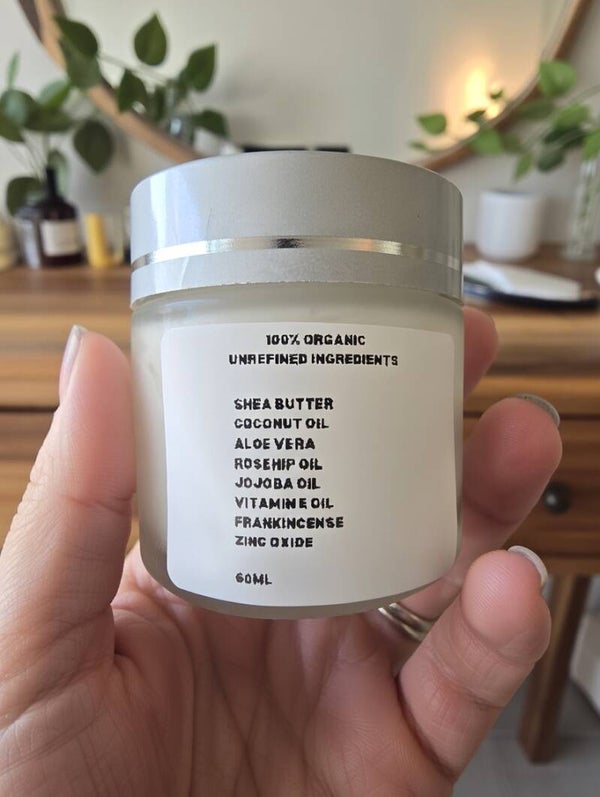 100% ORGANIC
UNREFINED INGREDIENTS
SHEA BUTTER
COCONUT OIL
ALOE VERA
ROSEHIP OIL
JOJOBA OIL
VITAMIN E OIL
FRANKINCENSE
ZINC OXIDE
60ML